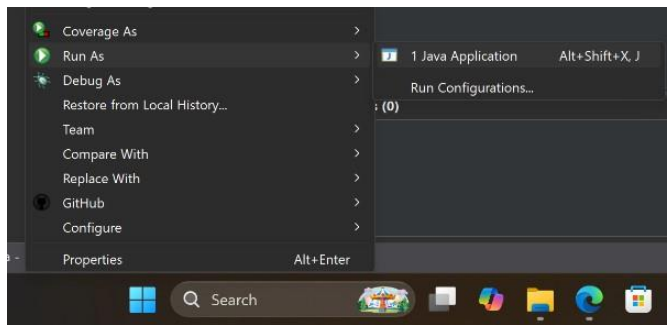 Coverage As
Run As
1 Java Application Alt+Shift+X, J
Debug As
Run Configurations...
Restore from Local History...
(0)
Team
Compare With
Replace With
GitHub
Configure
Properties Alt+Enter
Search